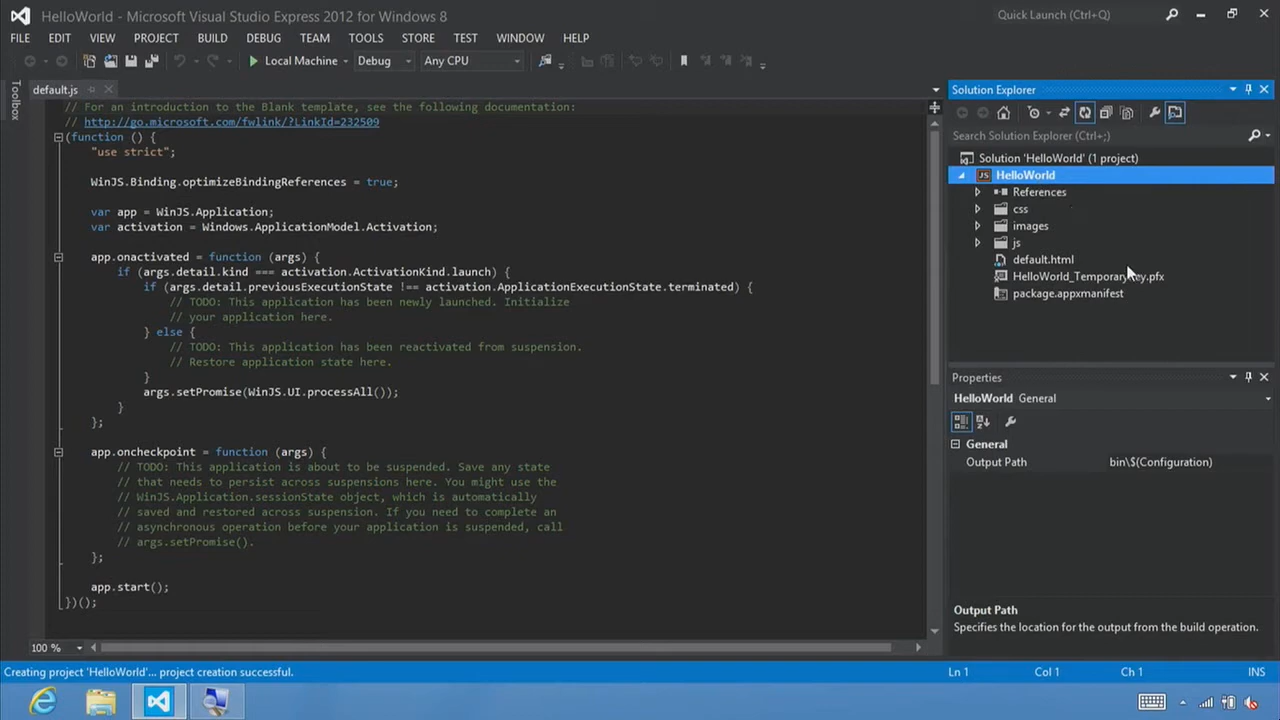 HelloWorld - Microsoft Visual Studio Express 2012 for Windows 8
Quick Launch (Ctrl+Q)
FILE EDIT VIEW PROJECT BUILD DEBUG TEAM TOOLS STORE TEST WINDOW HELP
Local Machine Debug Any CPU
Toolbox
default.js
// For an introduction to the Blank template, see the following documentation:
// http://go.microsoft.com/fwlink/?LinkId=232509
(function () {
"use strict";
WinJS.Binding.optimizeBindingReferences = true;
var app = WinJS.Application;
var activation = Windows.ApplicationModel.Activation;
app.onactivated = function (args) {
if (args.detail.kind === activation.ActivationKind.launch) {
if (args.detail.previousExecutionState !== activation.ApplicationExecutionState.terminated) {
// TODO: This application has been newly launched. Initialize
// your application here.
} else {
// TODO: This application has been reactivated from suspension.
// Restore application state here.
}
args.setPromise(WinJS.UI.processAll());
}
};
app.oncheckpoint = function (args) {
// TODO: This application is about to be suspended. Save any state
// that needs to persist across suspensions here. You might use the
// WinJS.Application.sessionState object, which is automatically
// saved and restored across suspension. If you need to complete an
// asynchronous operation before your application is suspended, call
// args.setPromise().
};
app.start();
})();
100 %
Solution Explorer
Search Solution Explorer (Ctrl+;)
Solution 'HelloWorld' (1 project)
JS HelloWorld
References
css
images
js
default.html
HelloWorld_TemporaryKey.pfx
package.appxmanifest
Properties
HelloWorld General
General
Output Path bin\$(Configuration)
Output Path
Specifies the location for the output from the build operation.
Creating project 'HelloWorld'... project creation successful.
Ln 1 Col 1 Ch 1 INS